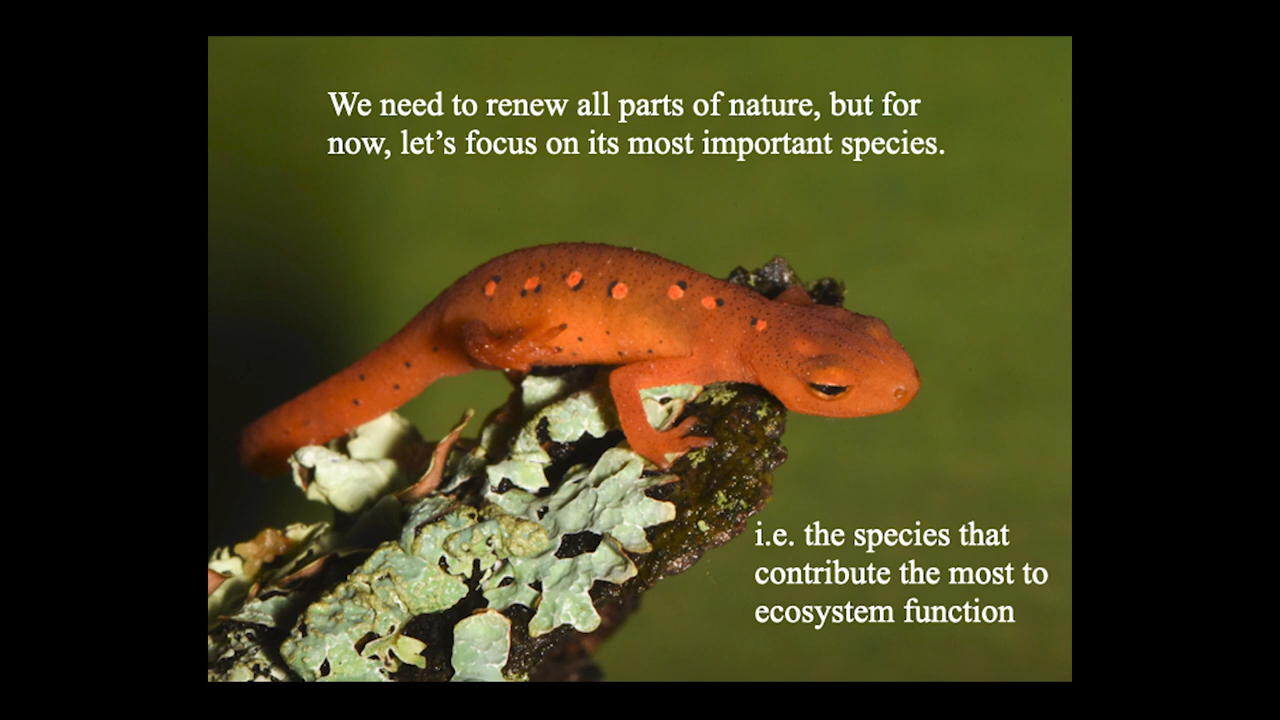 We need to renew all parts of nature, but for
now, let’s focus on its most important species.
i.e. the species that
contribute the most to
ecosystem function